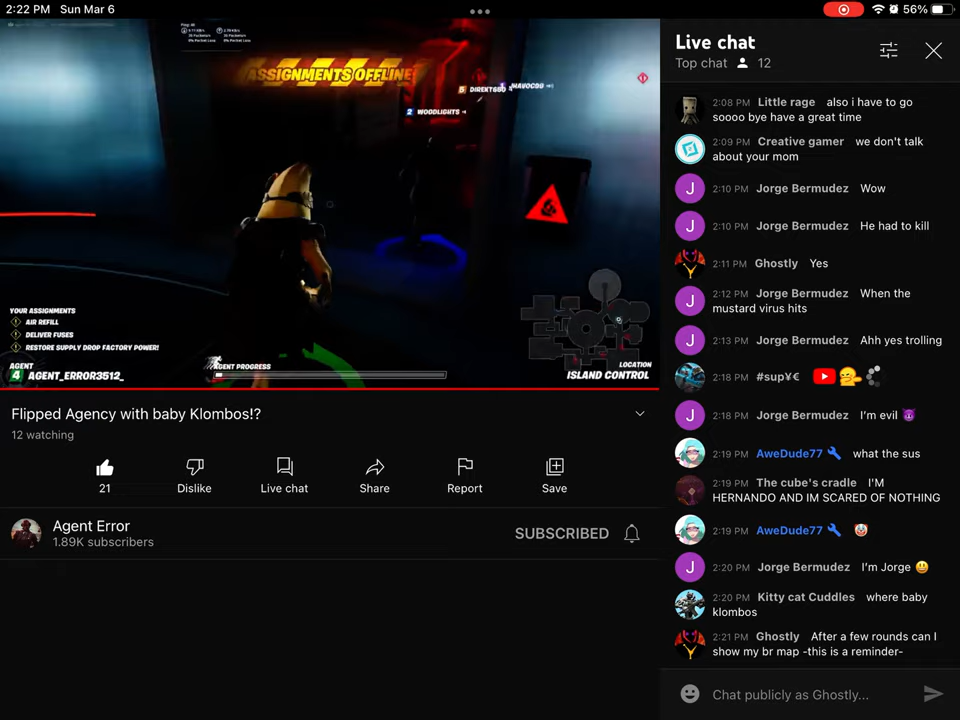 2:22 PM Sun Mar 6
56%
ASSIGNMENTS OFFLINE
5 DIREKT660
HAVOC99
2 WOODLIGHTS
YOUR ASSIGNMENTS
AIR REFILL
DELIVER FUSES
RESTORE SUPPLY DROP FACTORY POWER!
AGENT
4 AGENT_ERROR3512_
AGENT PROGRESS
LOCATION
ISLAND CONTROL
Flipped Agency with baby Klombos!?
12 watching
21
Dislike
Live chat
Share
Report
Save
Agent Error
1.89K subscribers
SUBSCRIBED
Live chat
Top chat 12
2:08 PM Little rage also i have to go
soooo bye have a great time
2:09 PM Creative gamer we don't talk
about your mom
J 2:10 PM Jorge Bermudez Wow
J 2:10 PM Jorge Bermudez He had to kill
2:11 PM Ghostly Yes
J 2:12 PM Jorge Bermudez When the
mustard virus hits
J 2:13 PM Jorge Bermudez Ahh yes trolling
2:18 PM #sup¥€
J 2:18 PM Jorge Bermudez I'm evil 😈
2:19 PM AweDude77 what the sus
2:19 PM The cube's cradle I'M
HERNANDO AND IM SCARED OF NOTHING
2:19 PM AweDude77 🤡
J 2:20 PM Jorge Bermudez I'm Jorge 😃
2:20 PM Kitty cat Cuddles where baby
klombos
2:21 PM Ghostly After a few rounds can I
show my br map -this is a reminder-
Chat publicly as Ghostly...